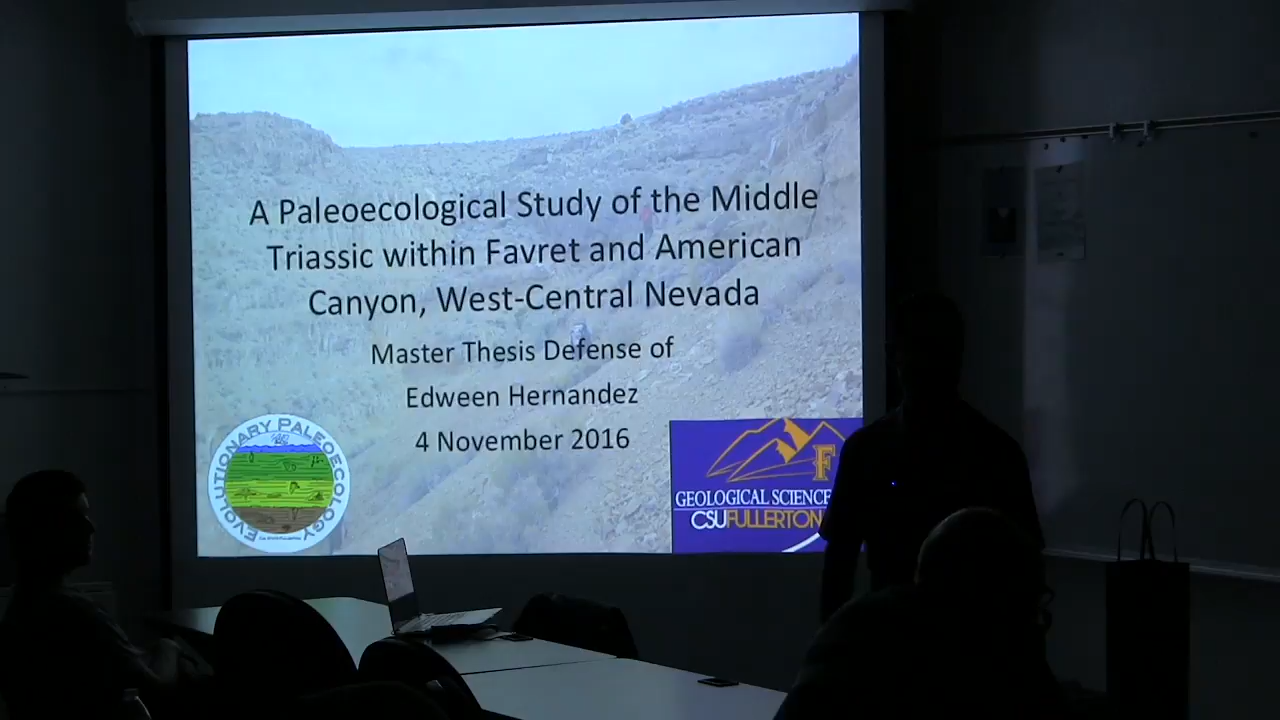 A Paleoecological Study of the Middle
Triassic within Favret and American
Canyon, West-Central Nevada
Master Thesis Defense of
Edween Hernandez
4 November 2016
EVOLUTIONARY PALEOECOLOGY
F
GEOLOGICAL SCIENCE
CSUFULLERTON